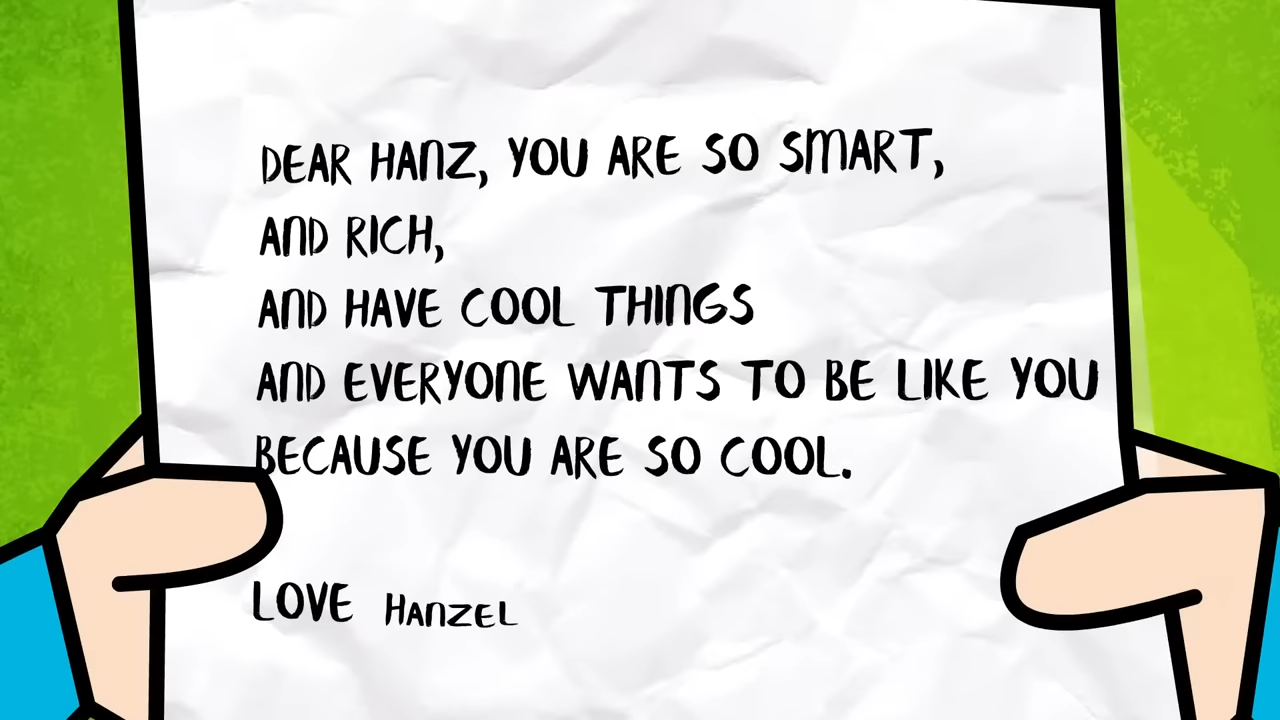 DEAR HANZ, YOU ARE SO SMART,
AND RICH,
AND HAVE COOL THINGS
AND EVERYONE WANTS TO BE LIKE YOU
BECAUSE YOU ARE SO COOL.
LOVE HANZEL